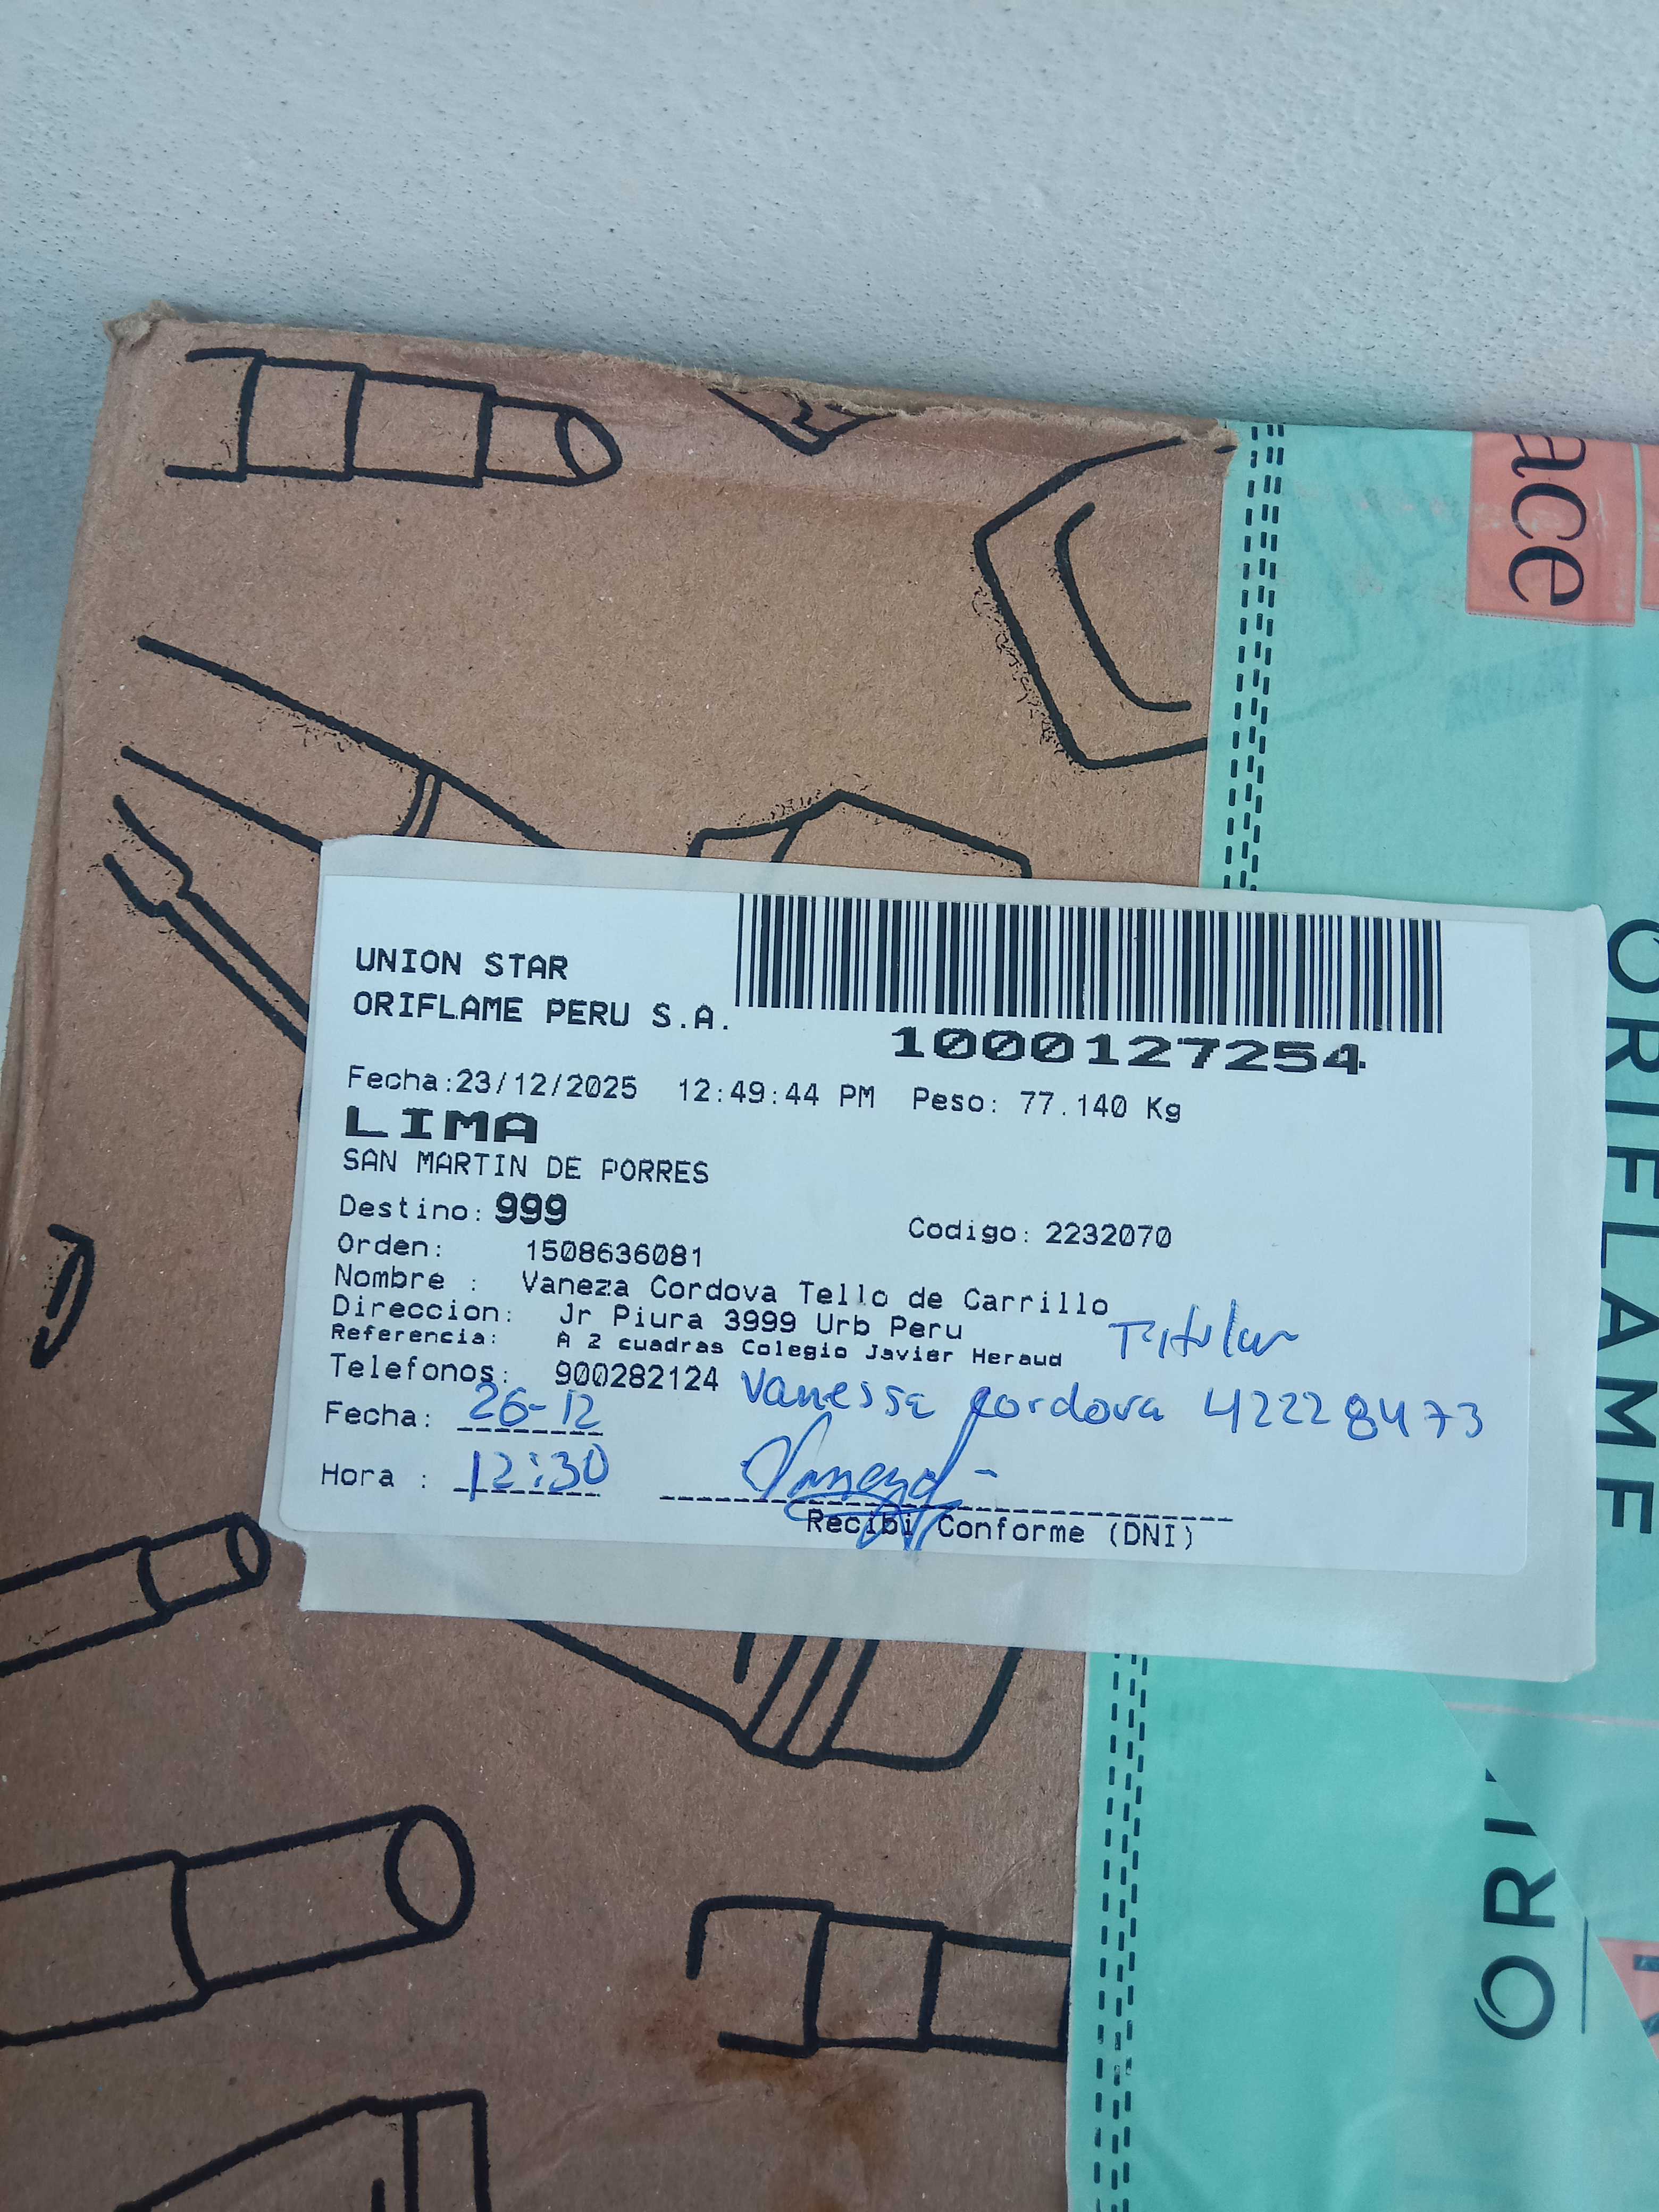 ace
UNION STAR
ORIFLAME PERU S.A.
1000127254
Fecha:23/12/2025 12:49:44 PM Peso: 77.140 Kg
LIMA
SAN MARTIN DE PORRES
Destino: 999
Codigo: 2232070
Orden: 1508636081
Nombre : Vaneza Cordova Tello de Carrillo
Direccion: Jr Piura 3999 Urb Peru
Titular
Referencia: A 2 cuadras Colegio Javier Heraud
Telefonos: 900282124
Vanessa Cordova 42228473
Fecha: 26-12
Hora : 12:30
Vaneza
Recibi Conforme (DNI)
ORIFLAME
ORI